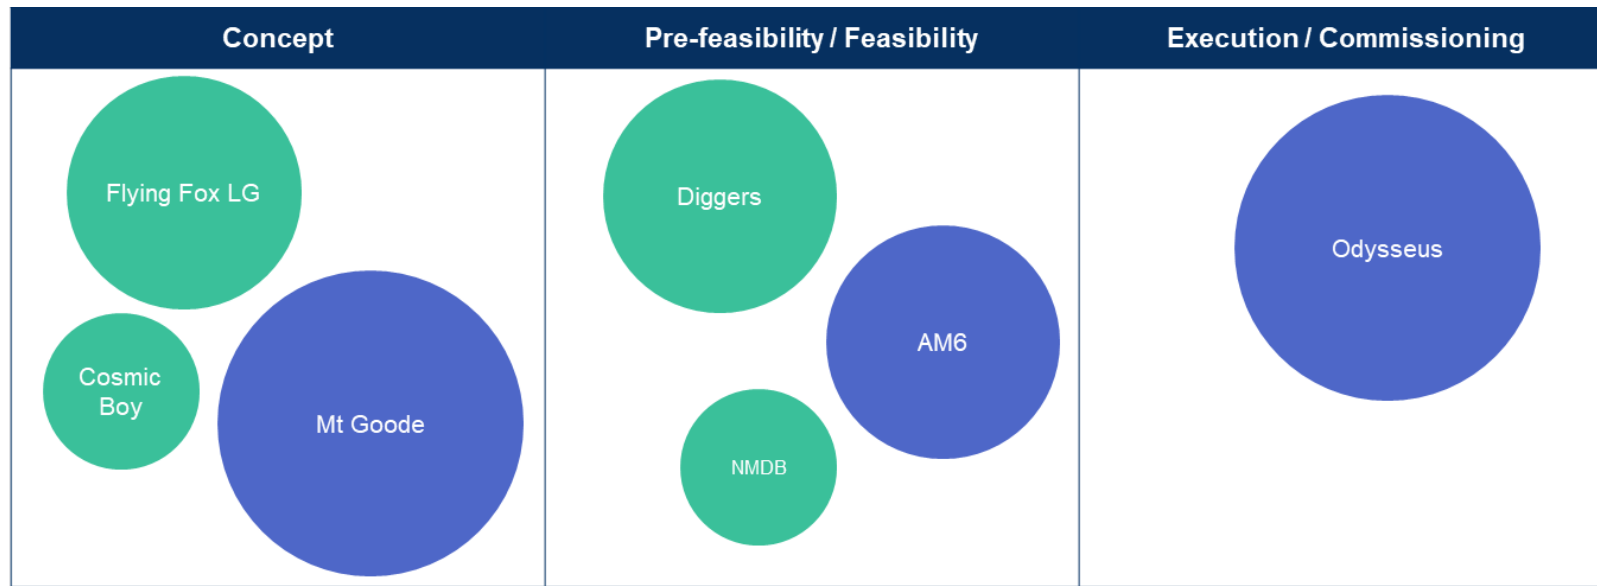 Concept
Pre-feasibility / Feasibility
Execution / Commissioning
Flying Fox LG
Cosmic
Boy
Mt Goode
Diggers
AM6
NMDB
Odysseus